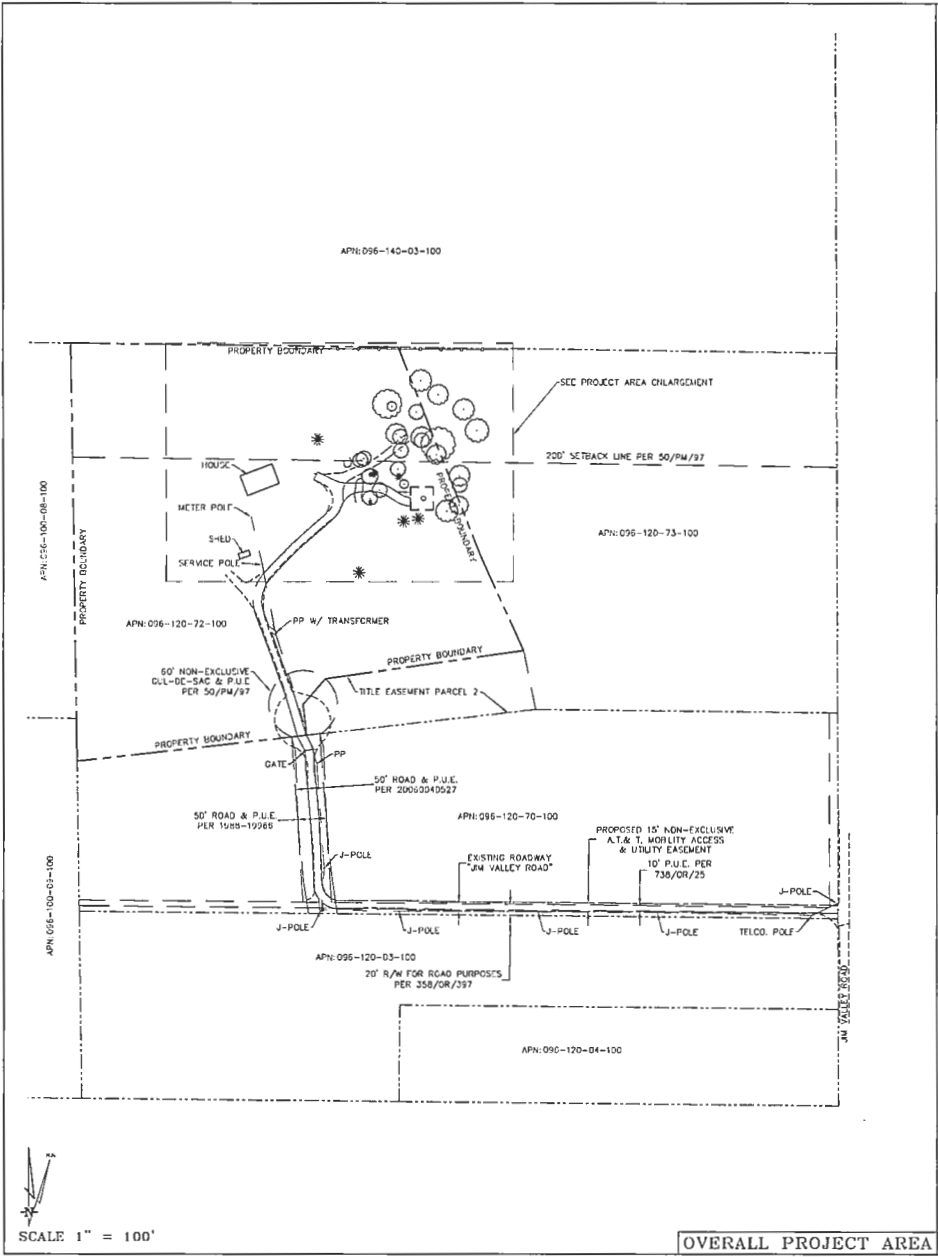 APN:096-140-03-100
PROPERTY BOUNDARY
SEE PROJECT AREA ENLARGEMENT
200' SETBACK LINE PER 50/PM/97
HOUSE
METER POLE
SHED
SERVICE POLE
PROPERTY BOUNDARY
APN:096-120-73-100
APN:096-100-08-100
PROPERTY BOUNDARY
APN:096-120-72-100
PP W/ TRANSFORMER
60' NON-EXCLUSIVE
CUL-DE-SAC & P.U.E
PER 50/PM/97
PROPERTY BOUNDARY
TITLE EASEMENT PARCEL 2
PROPERTY BOUNDARY
GATE
PP
50' ROAD & P.U.E.
PER 20060040527
50' ROAD & P.U.E.
APN:096-120-70-100
PROPOSED 15' NON-EXCLUSIVE
A.T.& T. MOBILITY ACCESS
& UTILITY EASEMENT
J-POLE
EXISTING ROADWAY
"JIM VALLEY ROAD"
10' P.U.E. PER
738/OR/25
J-POLE
APN:096-100-09-100
J-POLE
J-POLE
J-POLE
J-POLE
TELCO. POLE
APN:096-120-03-100
20' R/W FOR ROAD PURPOSES
PER 358/OR/397
JIM VALLEY ROAD
APN:096-120-04-100
N
SCALE 1" = 100'
OVERALL PROJECT AREA